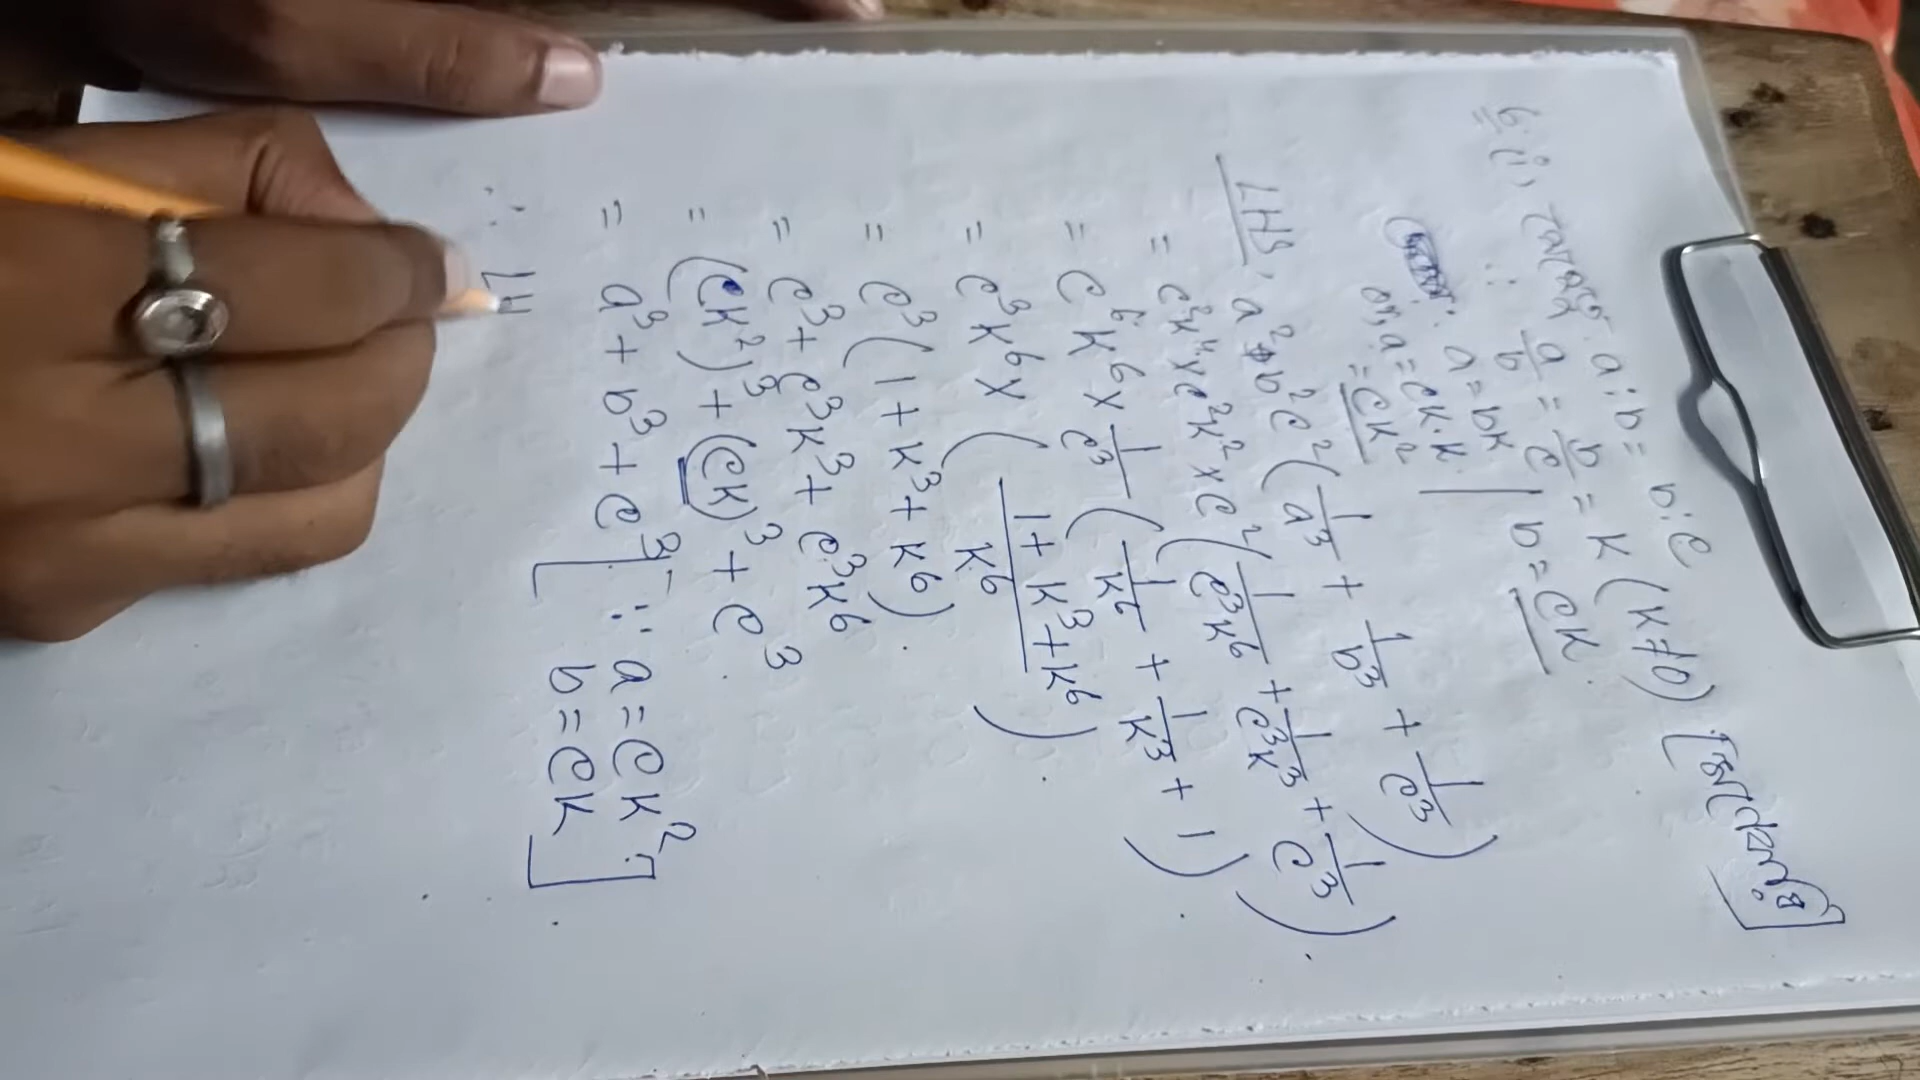 6. (i) যেহেতু a:b = b:c
∴ a/b = b/c = K (K≠0) [
a = bK | b = cK
or, a = cK·K
= cK²
LHS, a²b²c² (1/a³ + 1/b³ + 1/c³)
= c²K⁴ × c²K² × c² (1/c³K⁶ + 1/c³K³ + 1/c³)
= c⁶K⁶ × 1/c³ (1/K⁶ + 1/K³ + 1)
= c³K⁶ × ((1 + K³ + K⁶)/K⁶)
= c³ (1 + K³ + K⁶)
= c³ + c³K³ + c³K⁶
= (cK²)³ + (cK)³ + c³
= a³ + b³ + c³ [∵ a = cK²,
b = cK]
∴ LH